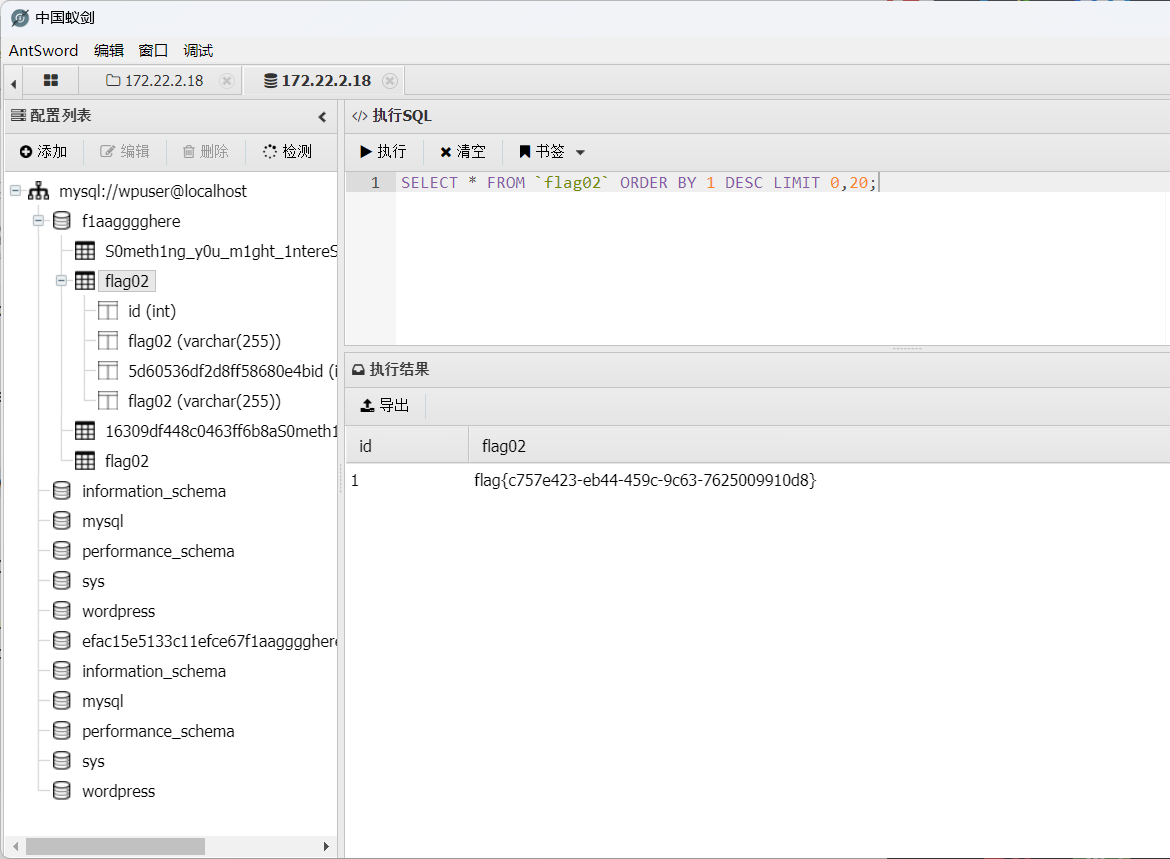 中国蚁剑
AntSword 编辑 窗口 调试
172.22.2.18 172.22.2.18
配置列表
添加 编辑 删除 检测
mysql://wpuser@localhost
f1aagggghere
S0meth1ng_y0u_m1ght_1ntereS
flag02
id (int)
flag02 (varchar(255))
5d60536df2d8ff58680e4bid (i
flag02 (varchar(255))
16309df448c0463ff6b8aS0meth1
flag02
information_schema
mysql
performance_schema
sys
wordpress
efac15e5133c11efce67f1aagggghere
information_schema
mysql
performance_schema
sys
wordpress
执行SQL
执行 清空 书签
1 SELECT * FROM `flag02` ORDER BY 1 DESC LIMIT 0,20;
执行结果
导出
id flag02
1 flag{c757e423-eb44-459c-9c63-7625009910d8}